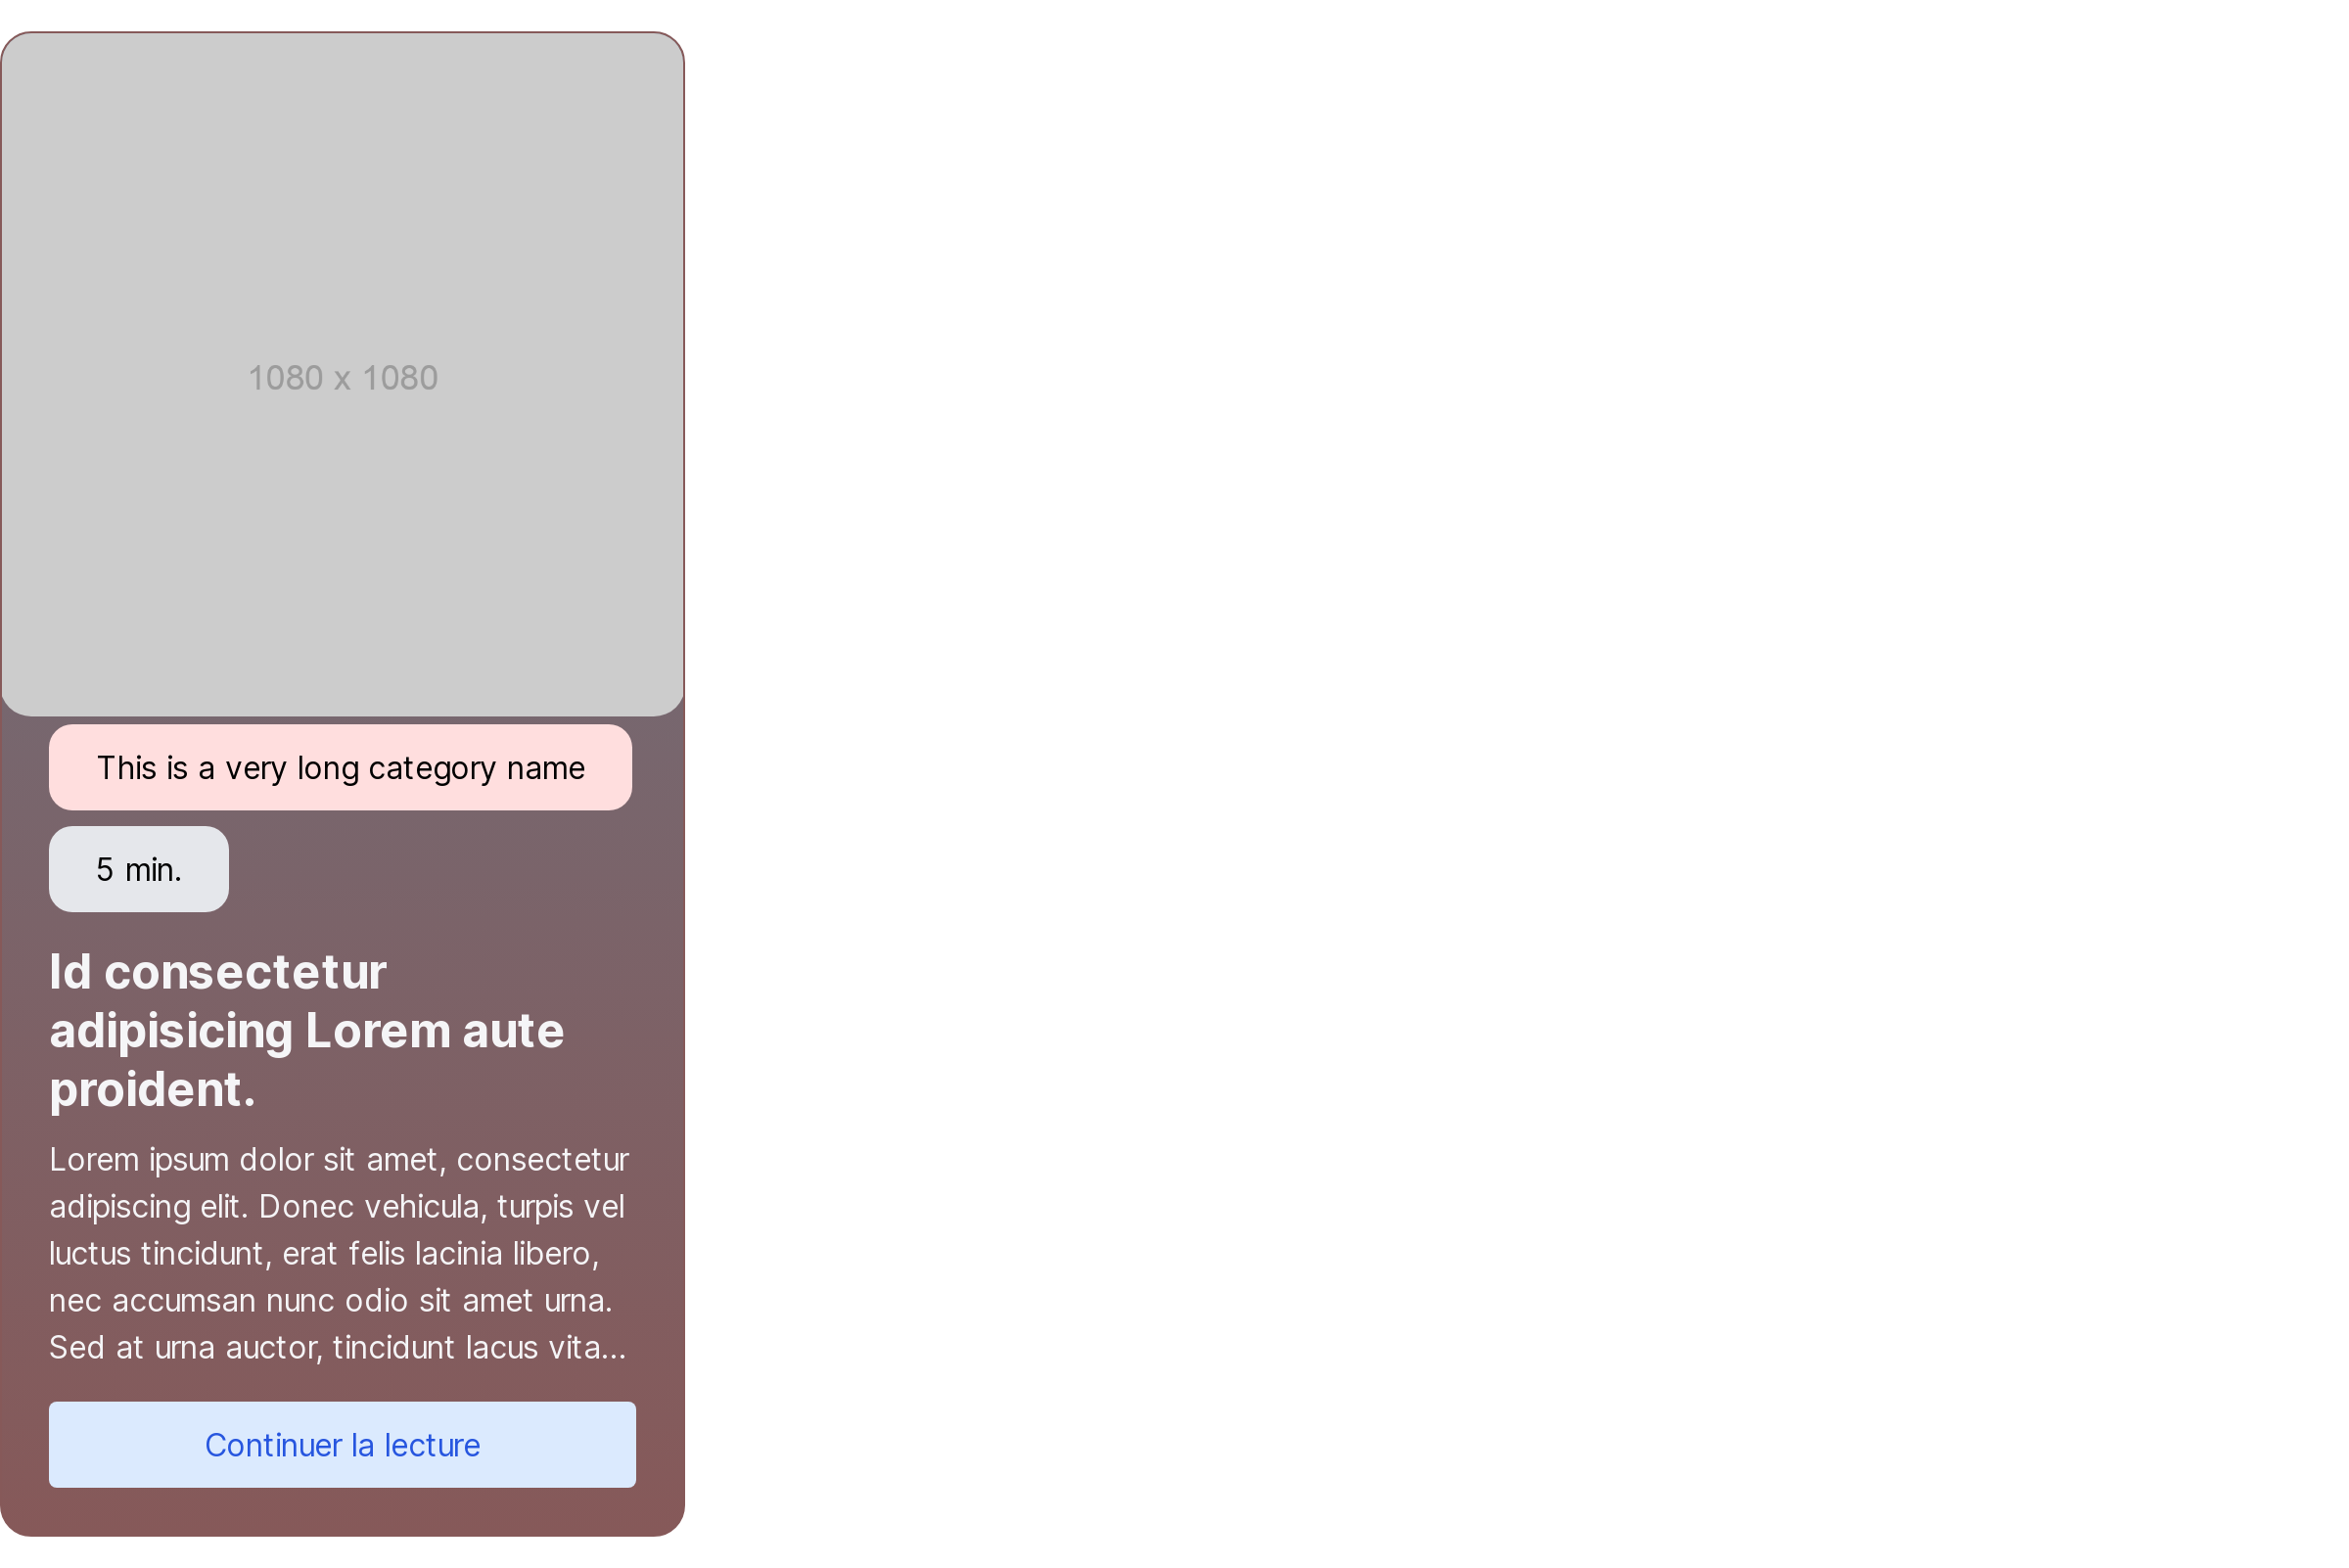 1080 x 1080
This is a very long category name
5 min.
Id consectetur
adipisicing Lorem aute
proident.
Lorem ipsum dolor sit amet, consectetur
adipiscing elit. Donec vehicula, turpis vel
luctus tincidunt, erat felis lacinia libero,
nec accumsan nunc odio sit amet urna.
Sed at urna auctor, tincidunt lacus vita...
Continuer la lecture